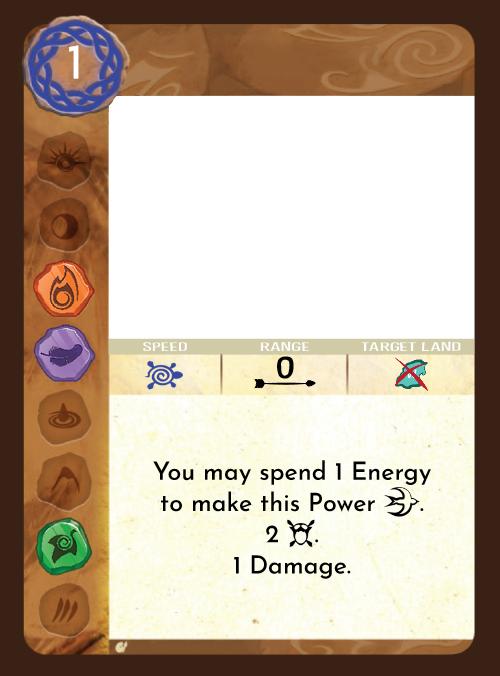 1
SPEED
RANGE
TARGET LAND
0
You may spend 1 Energy
to make this Power .
2 .
1 Damage.